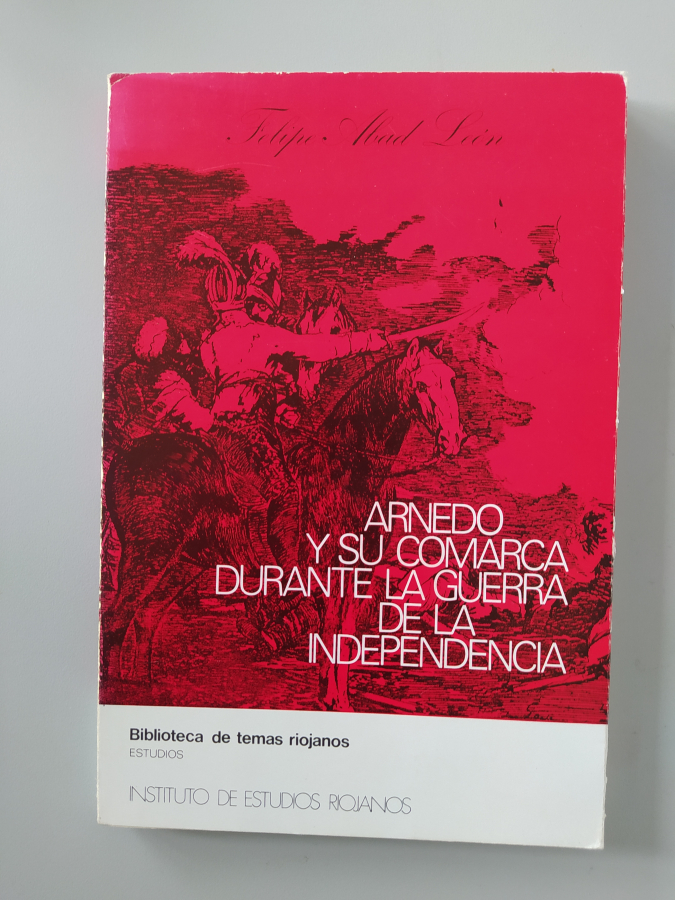 Felipe Abad León
ARNEDO
Y SU COMARCA
DURANTE LA GUERRA
DE LA
INDEPENDENCIA
Biblioteca de temas riojanos
ESTUDIOS
INSTITUTO DE ESTUDIOS RIOJANOS